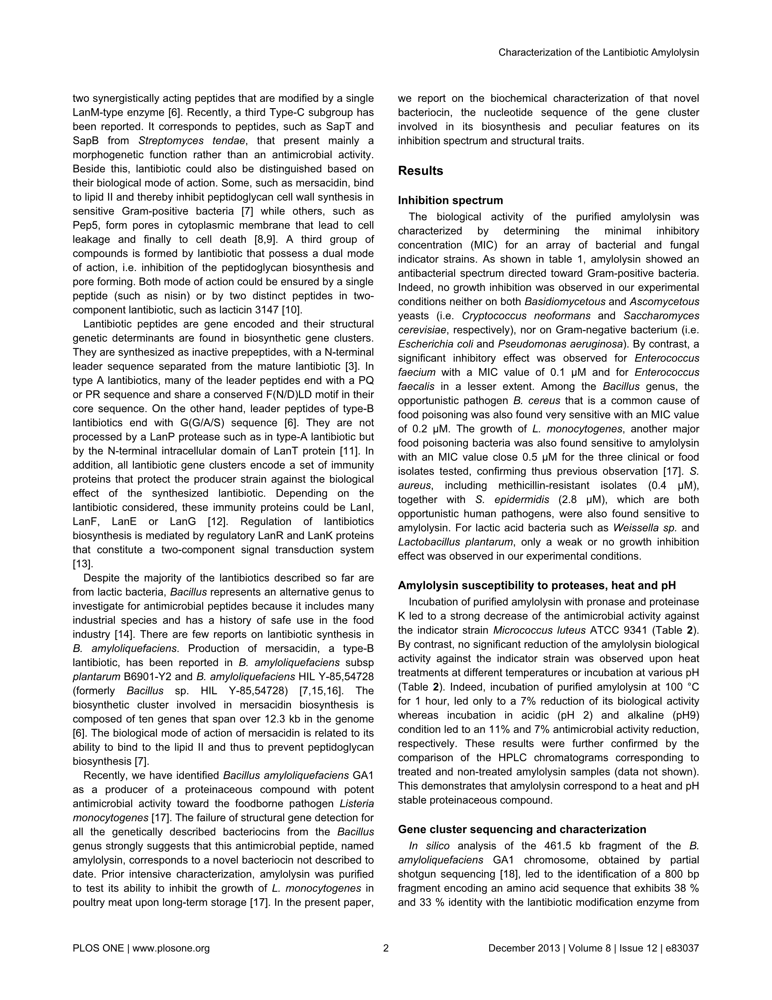 Characterization of the Lantibiotic Amylolysin
two synergistically acting peptides that are modified by a single
LanM-type enzyme [6]. Recently, a third Type-C subgroup has
been reported. It corresponds to peptides, such as SapT and
SapB from Streptomyces tendae, that present mainly a
morphogenetic function rather than an antimicrobial activity.
Beside this, lantibiotic could also be distinguished based on
their biological mode of action. Some, such as mersacidin, bind
to lipid II and thereby inhibit peptidoglycan cell wall synthesis in
sensitive Gram-positive bacteria [7] while others, such as
Pep5, form pores in cytoplasmic membrane that lead to cell
leakage and finally to cell death [8,9]. A third group of
compounds is formed by lantibiotic that possess a dual mode
of action, i.e. inhibition of the peptidoglycan biosynthesis and
pore forming. Both mode of action could be ensured by a single
peptide (such as nisin) or by two distinct peptides in two-
component lantibiotic, such as lacticin 3147 [10].
Lantibiotic peptides are gene encoded and their structural
genetic determinants are found in biosynthetic gene clusters.
They are synthesized as inactive prepeptides, with a N-terminal
leader sequence separated from the mature lantibiotic [3]. In
type A lantibiotics, many of the leader peptides end with a PQ
or PR sequence and share a conserved F(N/D)LD motif in their
core sequence. On the other hand, leader peptides of type-B
lantibiotics end with G(G/A/S) sequence [6]. They are not
processed by a LanP protease such as in type-A lantibiotic but
by the N-terminal intracellular domain of LanT protein [11]. In
addition, all lantibiotic gene clusters encode a set of immunity
proteins that protect the producer strain against the biological
effect of the synthesized lantibiotic. Depending on the
lantibiotic considered, these immunity proteins could be LanI,
LanF, LanE or LanG [12]. Regulation of lantibiotics
biosynthesis is mediated by regulatory LanR and LanK proteins
that constitute a two-component signal transduction system
[13].
Despite the majority of the lantibiotics described so far are
from lactic bacteria, Bacillus represents an alternative genus to
investigate for antimicrobial peptides because it includes many
industrial species and has a history of safe use in the food
industry [14]. There are few reports on lantibiotic synthesis in
B. amyloliquefaciens. Production of mersacidin, a type-B
lantibiotic, has been reported in B. amyloliquefaciens subsp
plantarum B6901-Y2 and B. amyloliquefaciens HIL Y-85,54728
(formerly Bacillus sp. HIL Y-85,54728) [7,15,16]. The
biosynthetic cluster involved in mersacidin biosynthesis is
composed of ten genes that span over 12.3 kb in the genome
[6]. The biological mode of action of mersacidin is related to its
ability to bind to the lipid II and thus to prevent peptidoglycan
biosynthesis [7].
Recently, we have identified Bacillus amyloliquefaciens GA1
as a producer of a proteinaceous compound with potent
antimicrobial activity toward the foodborne pathogen Listeria
monocytogenes [17]. The failure of structural gene detection for
all the genetically described bacteriocins from the Bacillus
genus strongly suggests that this antimicrobial peptide, named
amylolysin, corresponds to a novel bacteriocin not described to
date. Prior intensive characterization, amylolysin was purified
to test its ability to inhibit the growth of L. monocytogenes in
poultry meat upon long-term storage [17]. In the present paper,
we report on the biochemical characterization of that novel
bacteriocin, the nucleotide sequence of the gene cluster
involved in its biosynthesis and peculiar features on its
inhibition spectrum and structural traits.
Results
Inhibition spectrum
The biological activity of the purified amylolysin was
characterized by determining the minimal inhibitory
concentration (MIC) for an array of bacterial and fungal
indicator strains. As shown in table 1, amylolysin showed an
antibacterial spectrum directed toward Gram-positive bacteria.
Indeed, no growth inhibition was observed in our experimental
conditions neither on both Basidiomycetous and Ascomycetous
yeasts (i.e. Cryptococcus neoformans and Saccharomyces
cerevisiae, respectively), nor on Gram-negative bacterium (i.e.
Escherichia coli and Pseudomonas aeruginosa). By contrast, a
significant inhibitory effect was observed for Enterococcus
faecium with a MIC value of 0.1 µM and for Enterococcus
faecalis in a lesser extent. Among the Bacillus genus, the
opportunistic pathogen B. cereus that is a common cause of
food poisoning was also found very sensitive with an MIC value
of 0.2 µM. The growth of L. monocytogenes, another major
food poisoning bacteria was also found sensitive to amylolysin
with an MIC value close 0.5 µM for the three clinical or food
isolates tested, confirming thus previous observation [17]. S.
aureus, including methicillin-resistant isolates (0.4 µM),
together with S. epidermidis (2.8 µM), which are both
opportunistic human pathogens, were also found sensitive to
amylolysin. For lactic acid bacteria such as Weissella sp. and
Lactobacillus plantarum, only a weak or no growth inhibition
effect was observed in our experimental conditions.
Amylolysin susceptibility to proteases, heat and pH
Incubation of purified amylolysin with pronase and proteinase
K led to a strong decrease of the antimicrobial activity against
the indicator strain Micrococcus luteus ATCC 9341 (Table 2).
By contrast, no significant reduction of the amylolysin biological
activity against the indicator strain was observed upon heat
treatments at different temperatures or incubation at various pH
(Table 2). Indeed, incubation of purified amylolysin at 100 °C
for 1 hour, led only to a 7% reduction of its biological activity
whereas incubation in acidic (pH 2) and alkaline (pH9)
condition led to an 11% and 7% antimicrobial activity reduction,
respectively. These results were further confirmed by the
comparison of the HPLC chromatograms corresponding to
treated and non-treated amylolysin samples (data not shown).
This demonstrates that amylolysin correspond to a heat and pH
stable proteinaceous compound.
Gene cluster sequencing and characterization
In silico analysis of the 461.5 kb fragment of the B.
amyloliquefaciens GA1 chromosome, obtained by partial
shotgun sequencing [18], led to the identification of a 800 bp
fragment encoding an amino acid sequence that exhibits 38 %
and 33 % identity with the lantibiotic modification enzyme from
PLOS ONE | www.plosone.org
2
December 2013 | Volume 8 | Issue 12 | e83037